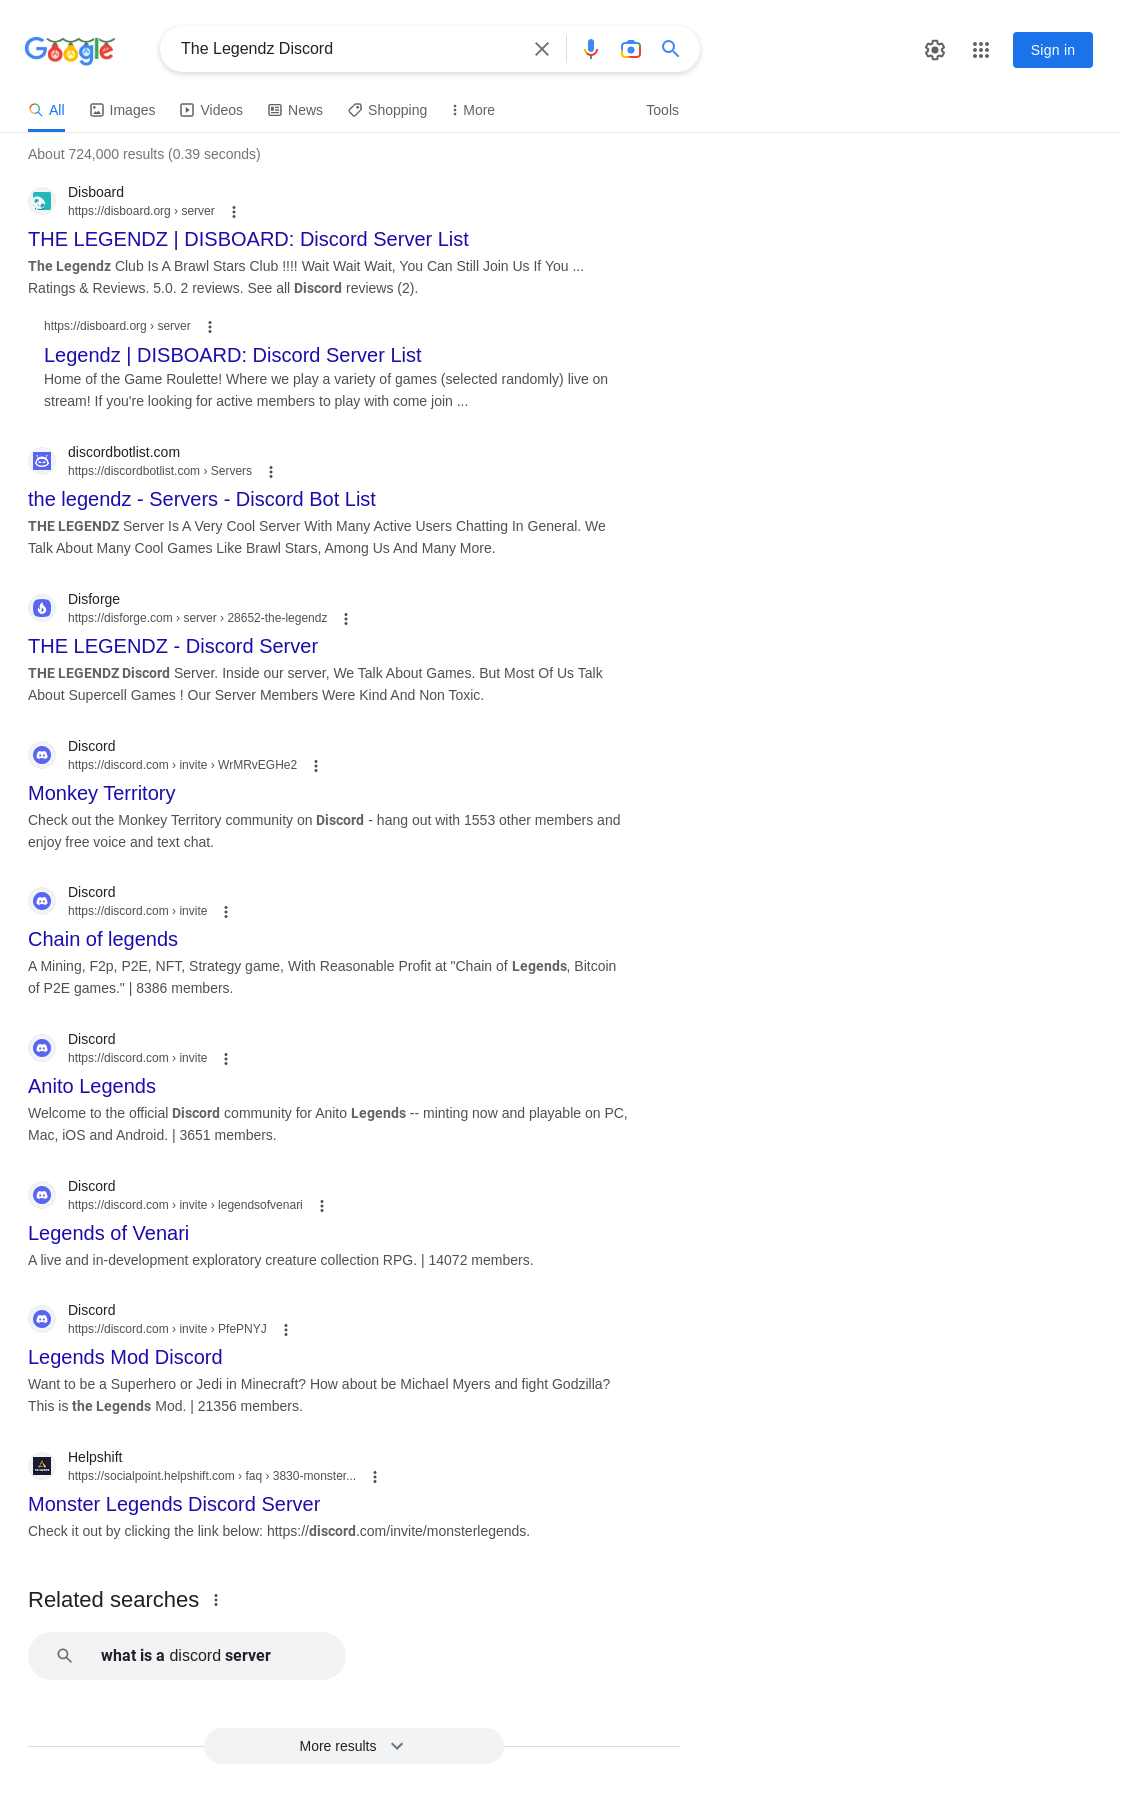 Google
The Legendz Discord
Sign in
All Images Videos News Shopping More Tools
About 724,000 results (0.39 seconds)
Disboard
https://disboard.org › server
THE LEGENDZ | DISBOARD: Discord Server List
The Legendz Club Is A Brawl Stars Club !!!! Wait Wait Wait, You Can Still Join Us If You ...
Ratings & Reviews. 5.0. 2 reviews. See all Discord reviews (2).
https://disboard.org › server
Legendz | DISBOARD: Discord Server List
Home of the Game Roulette! Where we play a variety of games (selected randomly) live on
stream! If you're looking for active members to play with come join ...
discordbotlist.com
https://discordbotlist.com › Servers
the legendz - Servers - Discord Bot List
THE LEGENDZ Server Is A Very Cool Server With Many Active Users Chatting In General. We
Talk About Many Cool Games Like Brawl Stars, Among Us And Many More.
Disforge
https://disforge.com › server › 28652-the-legendz
THE LEGENDZ - Discord Server
THE LEGENDZ Discord Server. Inside our server, We Talk About Games. But Most Of Us Talk
About Supercell Games ! Our Server Members Were Kind And Non Toxic.
Discord
https://discord.com › invite › WrMRvEGHe2
Monkey Territory
Check out the Monkey Territory community on Discord - hang out with 1553 other members and
enjoy free voice and text chat.
Discord
https://discord.com › invite
Chain of legends
A Mining, F2p, P2E, NFT, Strategy game, With Reasonable Profit at "Chain of Legends, Bitcoin
of P2E games." | 8386 members.
Discord
https://discord.com › invite
Anito Legends
Welcome to the official Discord community for Anito Legends -- minting now and playable on PC,
Mac, iOS and Android. | 3651 members.
Discord
https://discord.com › invite › legendsofvenari
Legends of Venari
A live and in-development exploratory creature collection RPG. | 14072 members.
Discord
https://discord.com › invite › PfePNYJ
Legends Mod Discord
Want to be a Superhero or Jedi in Minecraft? How about be Michael Myers and fight Godzilla?
This is the Legends Mod. | 21356 members.
Helpshift
https://socialpoint.helpshift.com › faq › 3830-monster...
Monster Legends Discord Server
Check it out by clicking the link below: https://discord.com/invite/monsterlegends.
Related searches
what is a discord server
More results